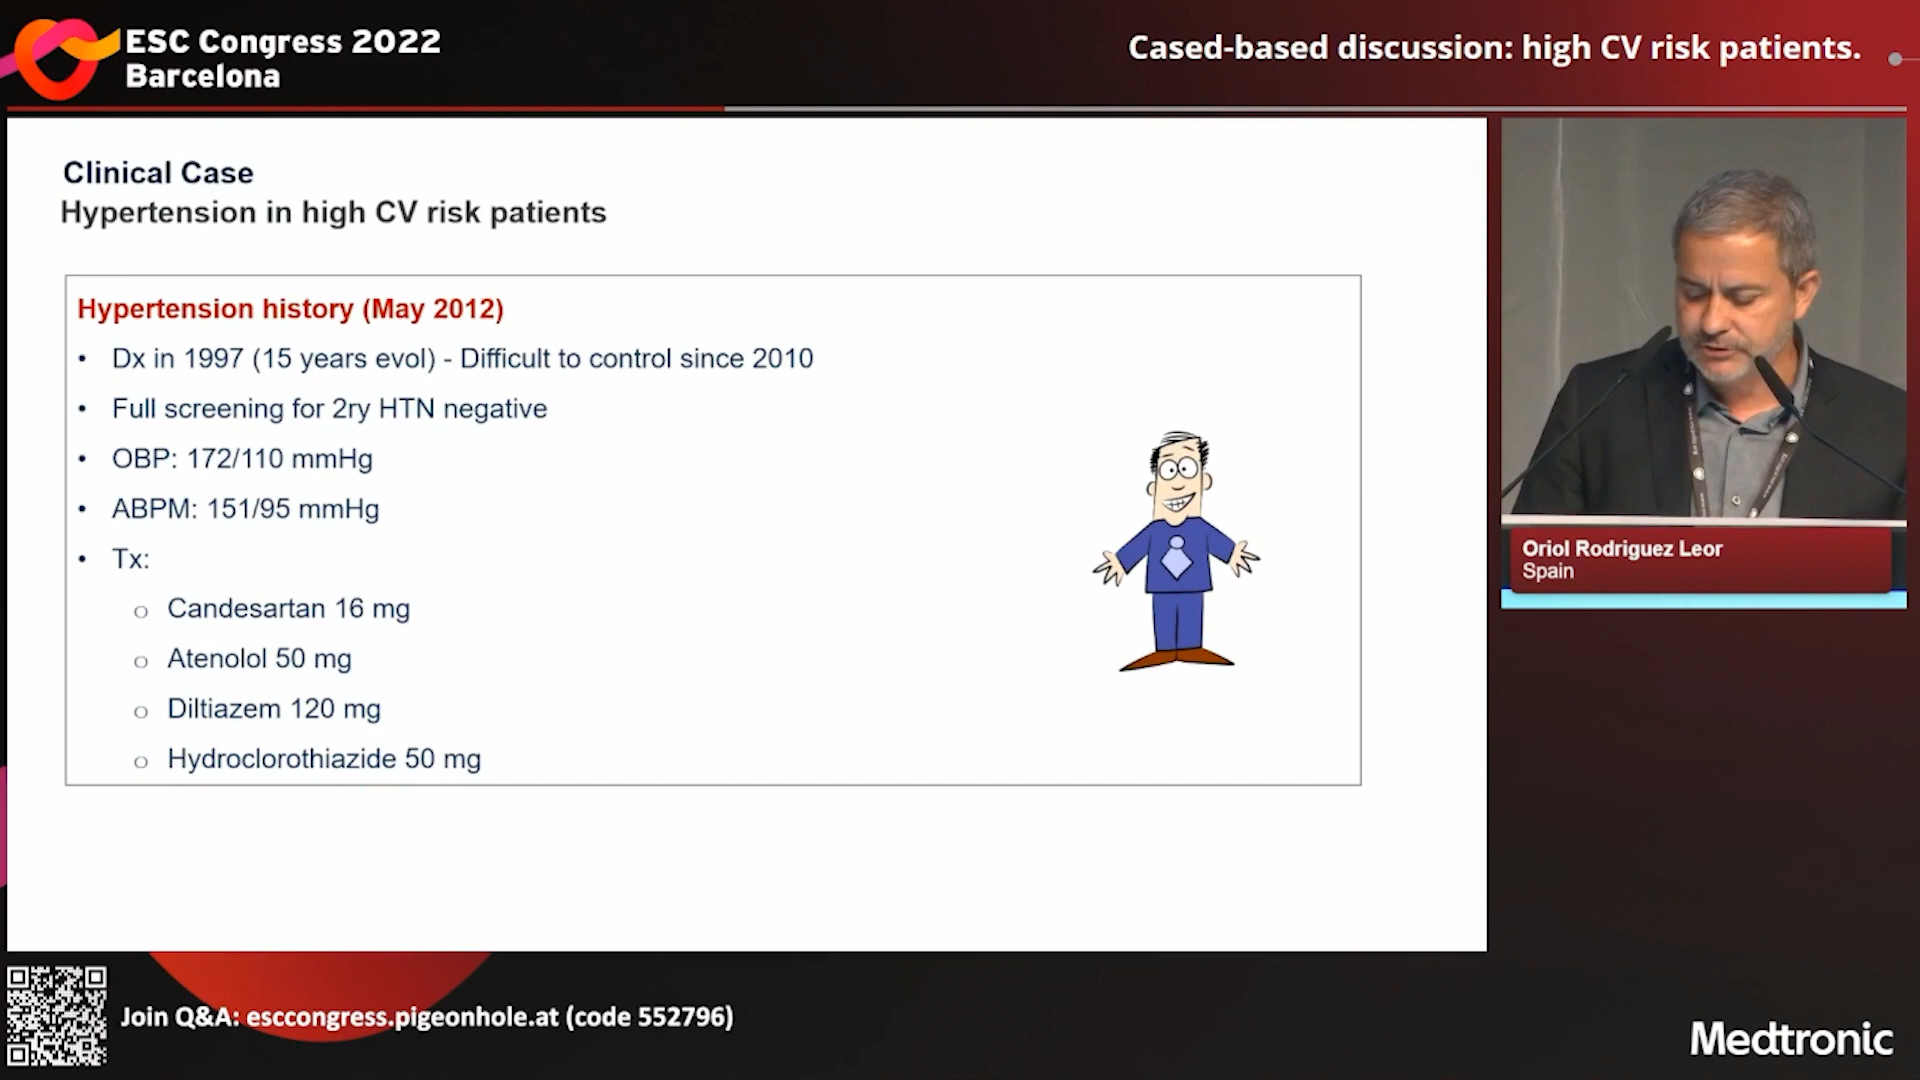 ESC Congress 2022
Barcelona
Cased-based discussion: high CV risk patients.
Clinical Case
Hypertension in high CV risk patients
Hypertension history (May 2012)
• Dx in 1997 (15 years evol) - Difficult to control since 2010
• Full screening for 2ry HTN negative
• OBP: 172/110 mmHg
• ABPM: 151/95 mmHg
• Tx:
o Candesartan 16 mg
o Atenolol 50 mg
o Diltiazem 120 mg
o Hydroclorothiazide 50 mg
Oriol Rodriguez Leor
Spain
Join Q&A: esccongress.pigeonhole.at (code 552796)
Medtronic